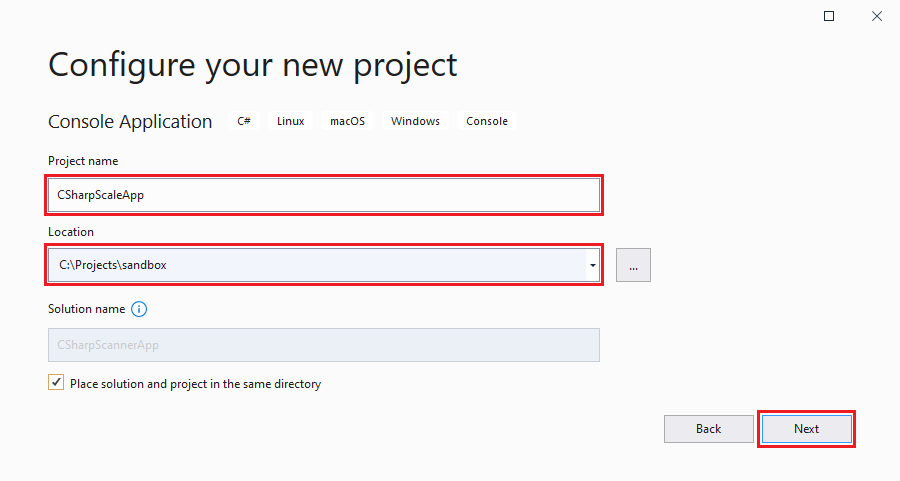 Configure your new project
Console Application C# Linux macOS Windows Console
Project name
CSharpScaleApp
Location
C:\Projects\sandbox
...
Solution name
CSharpScannerApp
Place solution and project in the same directory
Back Next